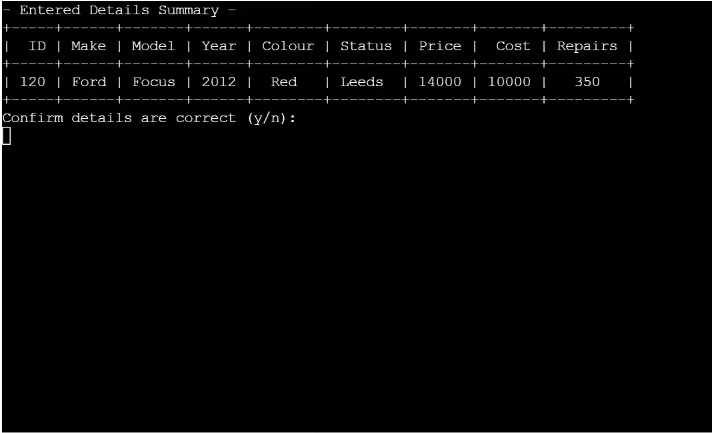 - Entered Details Summary -
+-----+------+-------+------+--------+--------+-------+-------+---------+
|  ID | Make | Model | Year | Colour | Status | Price |  Cost | Repairs |
+-----+------+-------+------+--------+--------+-------+-------+---------+
| 120 | Ford | Focus | 2012 |  Red   | Leeds  | 14000 | 10000 |   350   |
+-----+------+-------+------+--------+--------+-------+-------+---------+
Confirm details are correct (y/n):